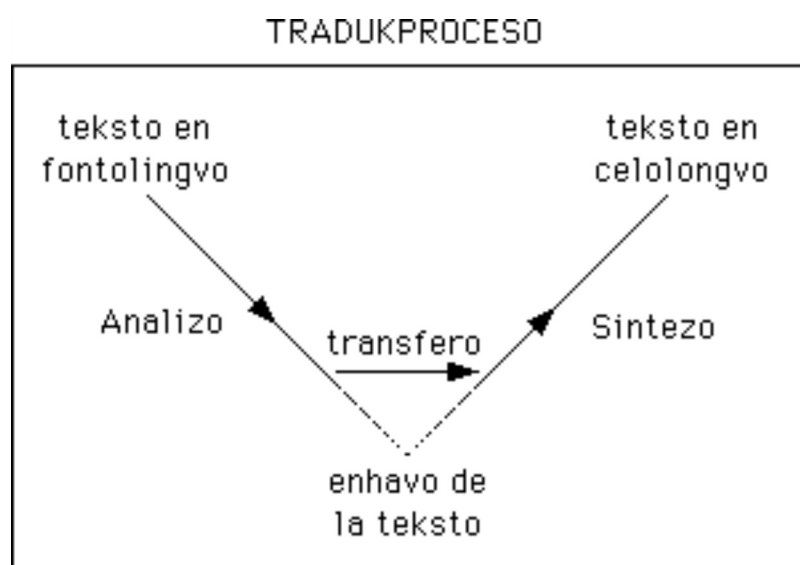 TRADUKPROCESO
teksto en
fontolingvo
teksto en
celolongvo
Analizo
transfero
Sintezo
enhavo de
la teksto